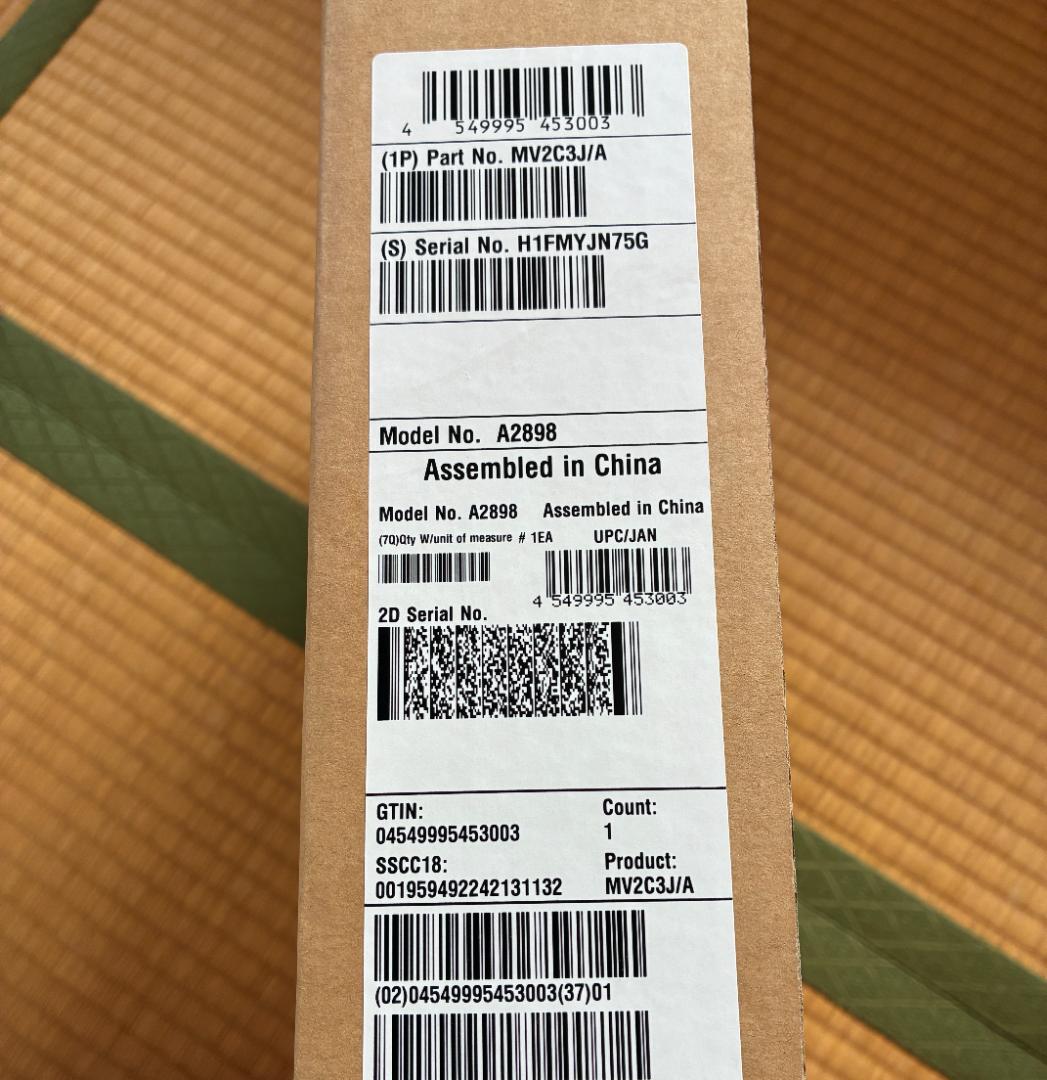 4 549995 453003
(1P) Part No. MV2C3J/A
(S) Serial No. H1FMYJN75G
Model No. A2898
Assembled in China
Model No. A2898 Assembled in China
(7Q)Qty W/unit of measure # 1EA UPC/JAN
4 549995 453003
2D Serial No.
GTIN: Count:
04549995453003 1
SSCC18: Product:
001959492242131132 MV2C3J/A
(02)04549995453003(37)01